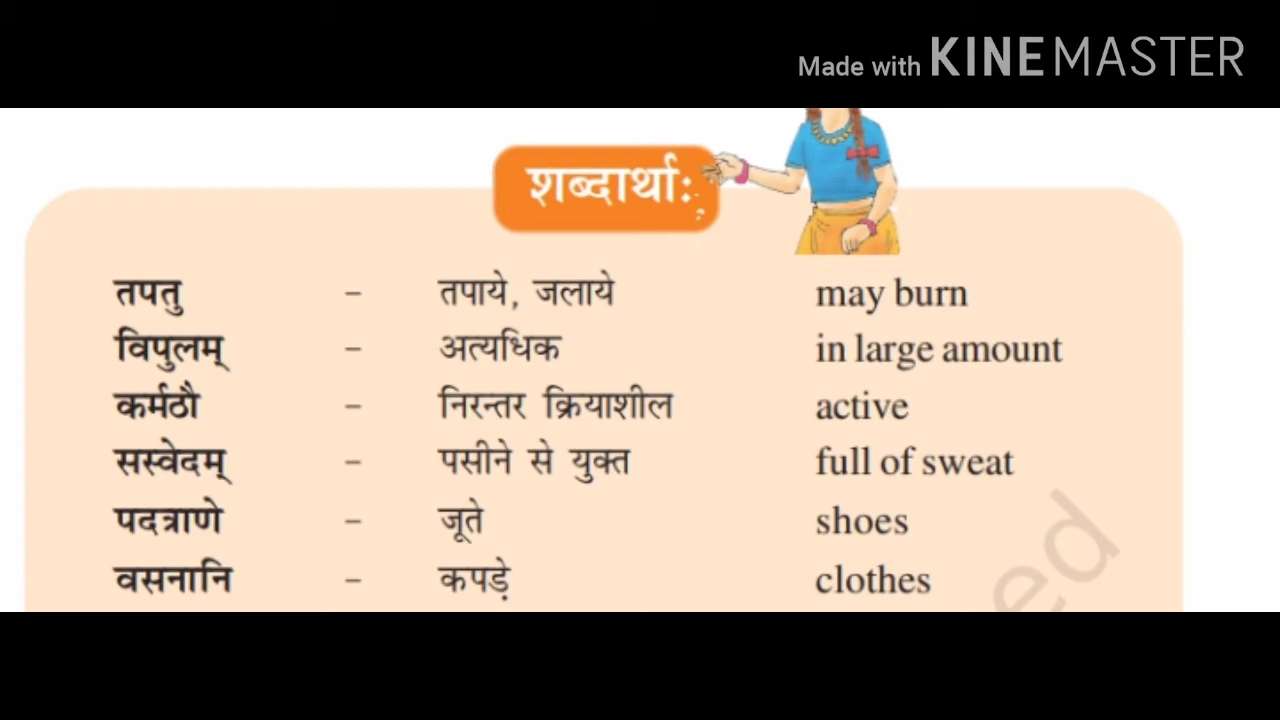 Made with KINEMASTER
शब्दार्थाः
तपतु – तपाये, जलाये may burn
विपुलम् – अत्यधिक in large amount
कर्मठौ – निरन्तर क्रियाशील active
सस्वेदम् – पसीने से युक्त full of sweat
पदत्राणे – जूते shoes
वसनानि – कपड़े clothes
ed